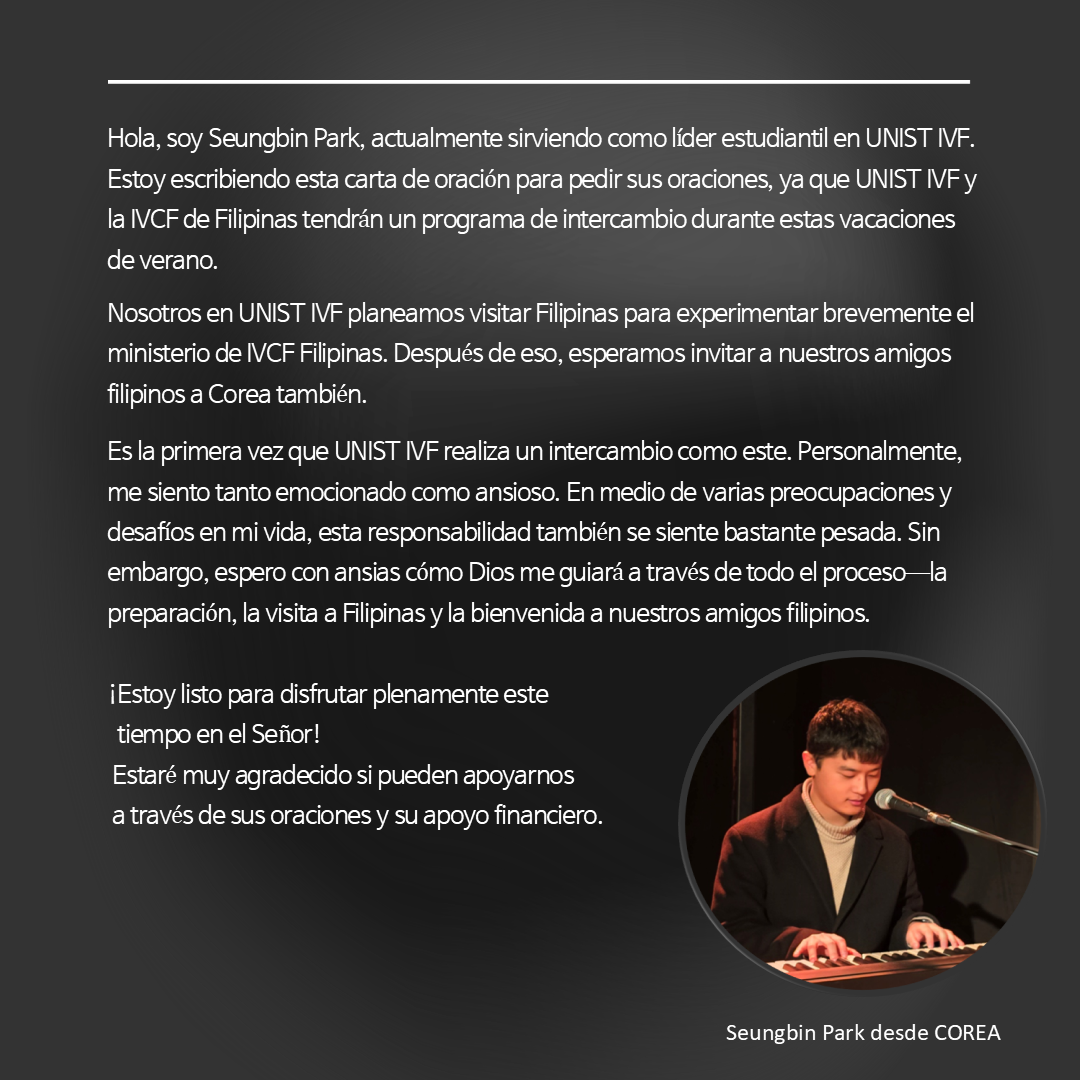 Hola, soy Seungbin Park, actualmente sirviendo como líder estudiantil en UNIST IVF.
Estoy escribiendo esta carta de oración para pedir sus oraciones, ya que UNIST IVF y
la IVCF de Filipinas tendrán un programa de intercambio durante estas vacaciones
de verano.
Nosotros en UNIST IVF planeamos visitar Filipinas para experimentar brevemente el
ministerio de IVCF Filipinas. Después de eso, esperamos invitar a nuestros amigos
filipinos a Corea también.
Es la primera vez que UNIST IVF realiza un intercambio como este. Personalmente,
me siento tanto emocionado como ansioso. En medio de varias preocupaciones y
desafíos en mi vida, esta responsabilidad también se siente bastante pesada. Sin
embargo, espero con ansias cómo Dios me guiará a través de todo el proceso—la
preparación, la visita a Filipinas y la bienvenida a nuestros amigos filipinos.
¡Estoy listo para disfrutar plenamente este
tiempo en el Señor!
Estaré muy agradecido si pueden apoyarnos
a través de sus oraciones y su apoyo financiero.
Seungbin Park desde COREA